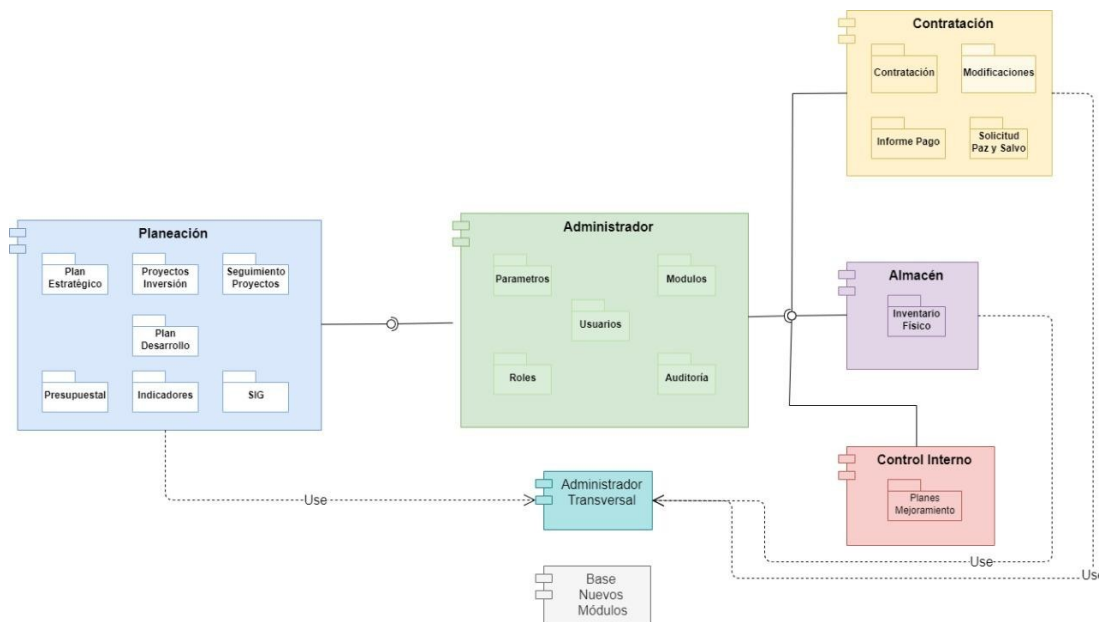 Contratación
Contratación
Modificaciones
Informe Pago
Solicitud
Paz y Salvo
Planeación
Plan
Estratégico
Proyectos
Inversión
Seguimiento
Proyectos
Plan
Desarrollo
Presupuestal
Indicadores
SIG
Administrador
Parametros
Modulos
Usuarios
Roles
Auditoría
Almacén
Inventario
Físico
Control Interno
Planes
Mejoramiento
Administrador
Transversal
Use
Use
Use
Base
Nuevos
Módulos